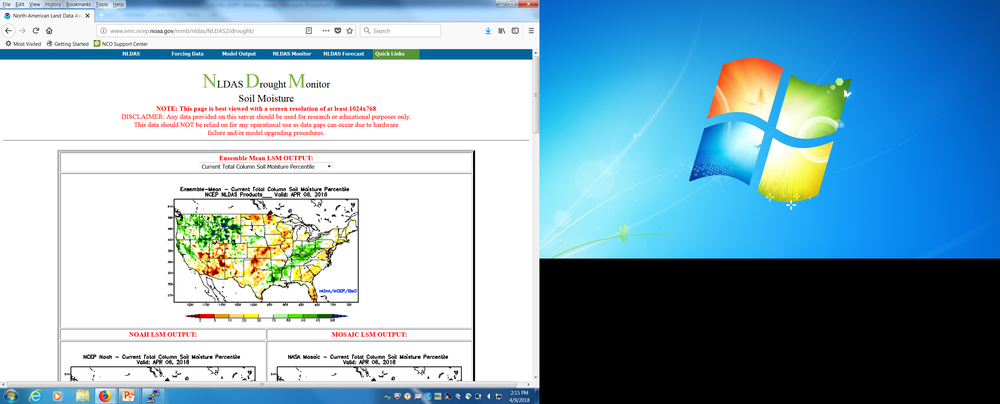 File Edit View History Bookmarks Tools Help
North-American Land Data Ass
www.emc.ncep.noaa.gov/mmb/nldas/NLDAS2/drought/
Search
Most Visited Getting Started NCO Support Center
NLDAS Forcing Data Model Output NLDAS Monitor NLDAS Forecast Quick Links
NLDAS Drought Monitor
Soil Moisture
NOTE: This page is best viewed with a screen resolution of at least 1024x768
DISCLAIMER: Any data provided on this server should be used for research or educational purposes only.
This data should NOT be relied on for any operational use as data gaps can occur due to hardware
failure and/or model upgrading procedures.
Ensemble Mean LSM OUTPUT:
Current Total Column Soil Moisture Percentile
Ensemble-Mean - Current Total Column Soil Moisture Percentile
NCEP NLDAS Products___ Valid: APR 08, 2018
51N
48N
45N
42N
39N
36N
33N
30N
27N
NOAA/NCEP/EMC
120W 115W 110W 105W 100W 95W 90W 85W 80W 75W 70W
2 5 10 20 30 70 80 90 95 98
NOAH LSM OUTPUT: MOSAIC LSM OUTPUT:
NCEP Noah - Current Total Column Soil Moisture Percentile
Valid: APR 08, 2018
51N
NASA Mosaic - Current Total Column Soil Moisture Percentile
Valid: APR 08, 2018
51N
2:15 PM
4/9/2018